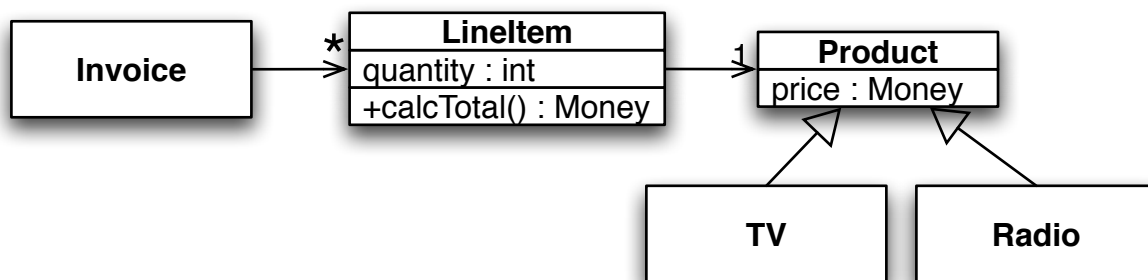 Invoice
*
LineItem
quantity : int
+calcTotal() : Money
1
Product
price : Money
TV
Radio